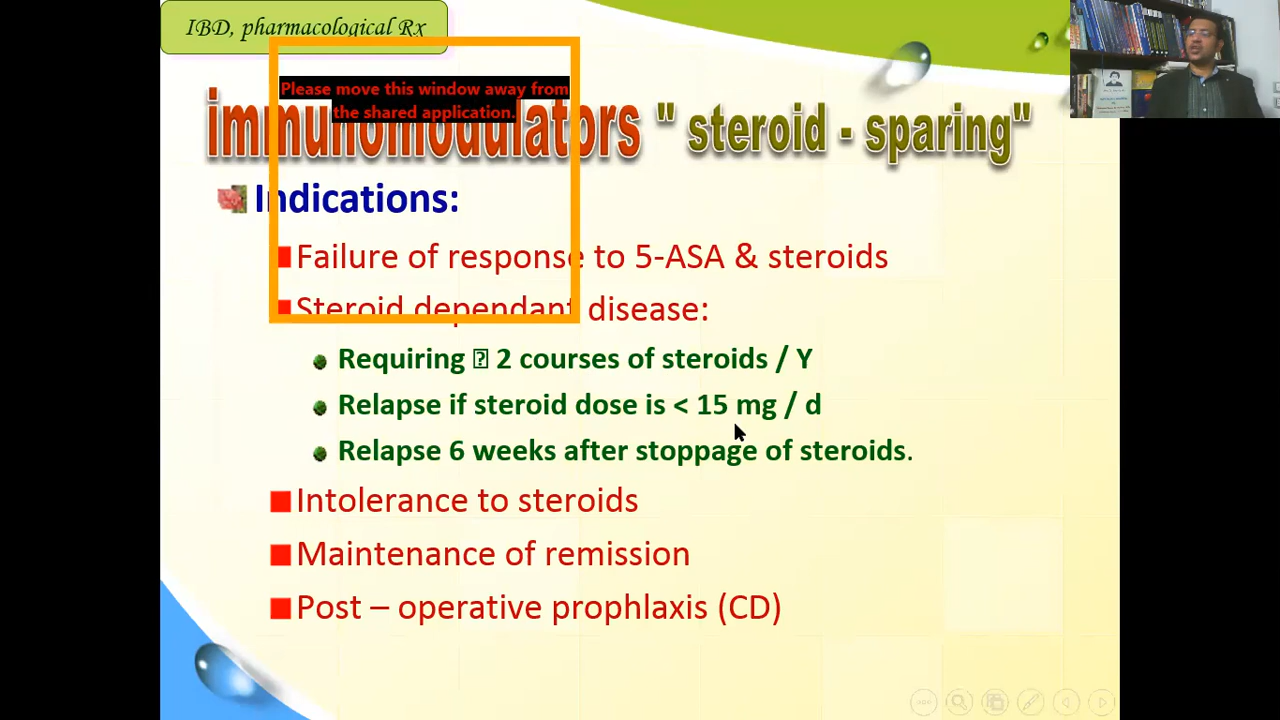 IBD, pharmacological Rx
Please move this window away from
the shared application.
immunomodulators " steroid - sparing"
Indications:
Failure of response to 5-ASA & steroids
Steroid dependant disease:
Requiring 2 courses of steroids / Y
Relapse if steroid dose is < 15 mg / d
Relapse 6 weeks after stoppage of steroids.
Intolerance to steroids
Maintenance of remission
Post – operative prophlaxis (CD)